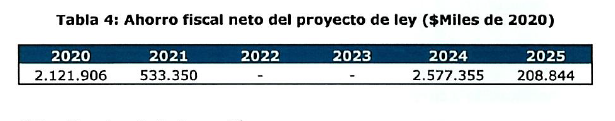 Tabla 4: Ahorro fiscal neto del proyecto de ley ($Miles de 2020)
2020 2021 2022 2023 2024 2025
2.121.906 533.350 - - 2.577.355 208.844